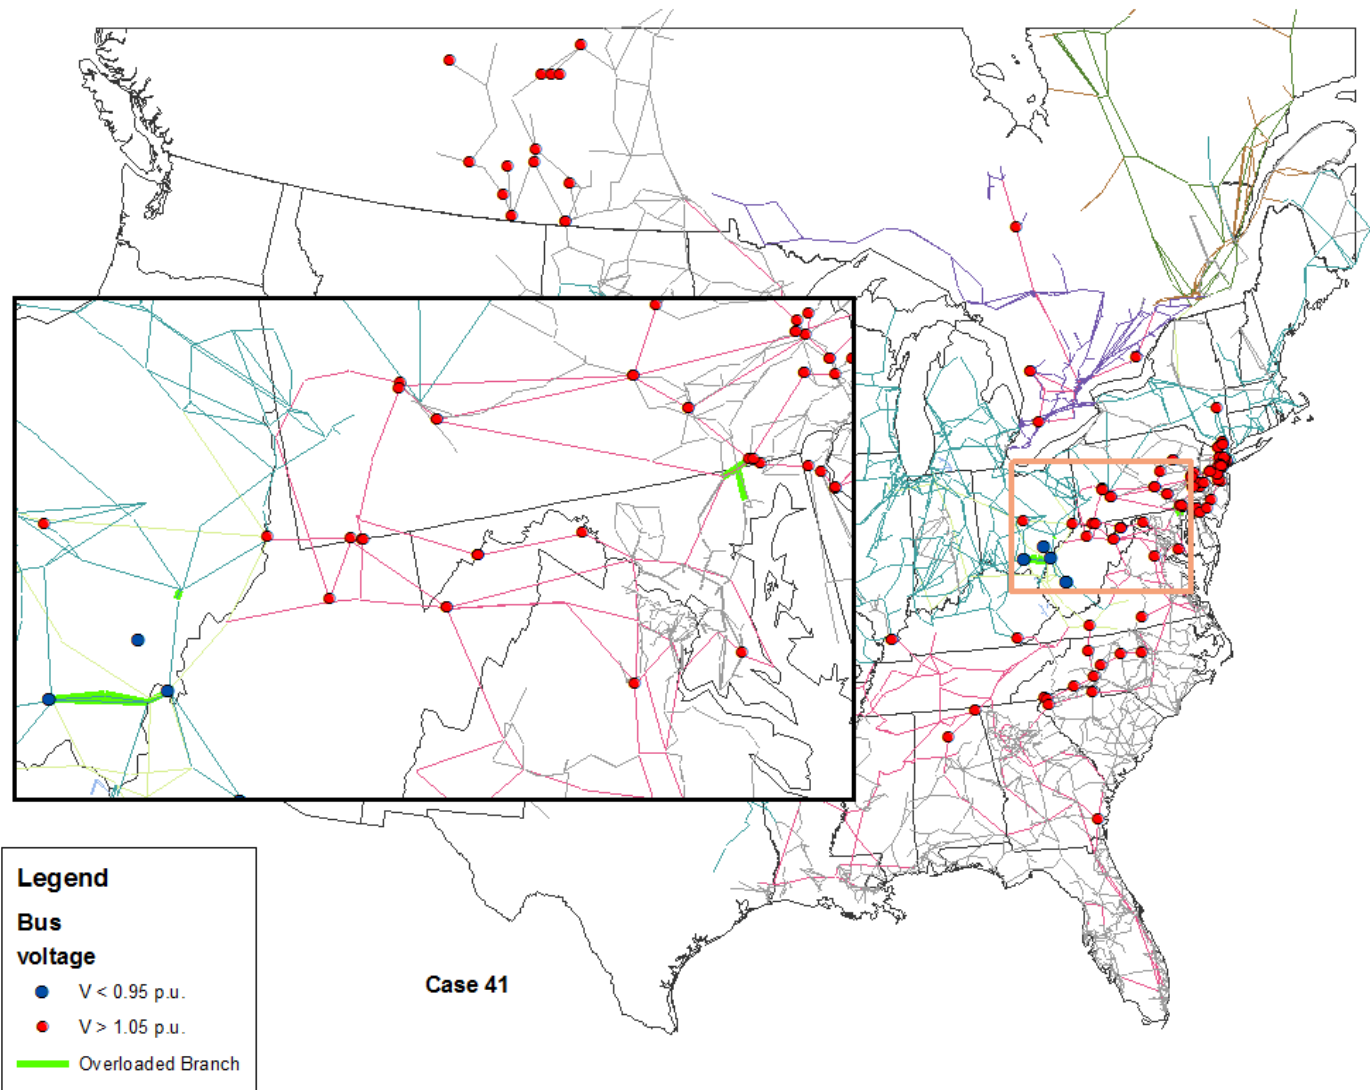 Case 41
Legend
Bus
voltage
V < 0.95 p.u.
V > 1.05 p.u.
Overloaded Branch